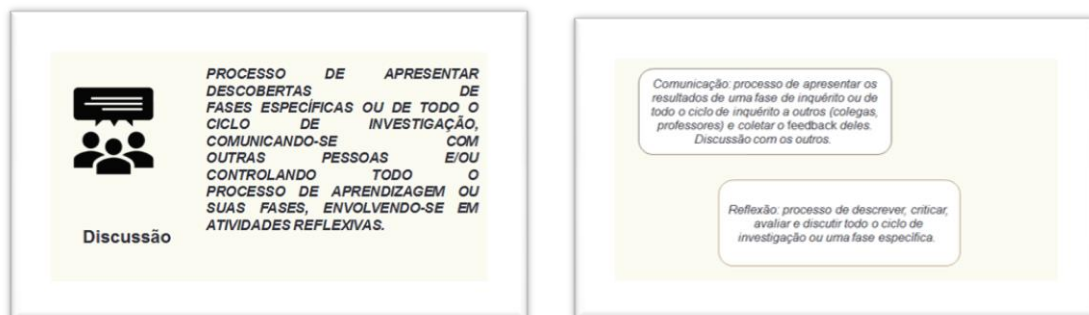 PROCESSO DE APRESENTAR
DESCOBERTAS DE
FASES ESPECÍFICAS OU DE TODO O
CICLO DE INVESTIGAÇÃO,
COMUNICANDO-SE COM
OUTRAS PESSOAS E/OU
CONTROLANDO TODO O
PROCESSO DE APRENDIZAGEM OU
SUAS FASES, ENVOLVENDO-SE EM
ATIVIDADES REFLEXIVAS.
Discussão
Comunicação: processo de apresentar os
resultados de uma fase de inquérito ou de
todo o ciclo de inquérito a outros (colegas,
professores) e coletar o feedback deles.
Discussão com os outros.
Reflexão: processo de descrever, criticar,
avaliar e discutir todo o ciclo de
investigação ou uma fase específica.